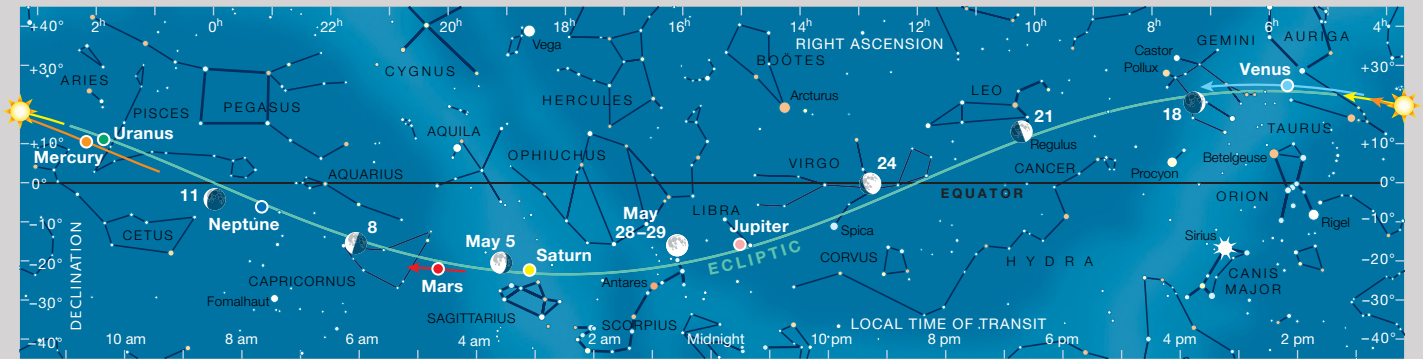 +40°
2h
0h
22h
20h
18h
16h
14h
12h
10h
8h
6h
4h
+40°
Vega
RIGHT ASCENSION
BOÖTES
Castor
Pollux
GEMINI
AURIGA
+30°
ARIES
CYGNUS
Venus
+30°
PISCES
PEGASUS
HERCULES
Arcturus
LEO
21
18
Uranus
AQUILA
Regulus
TAURUS
+10°
Mercury
OPHIUCHUS
VIRGO
24
CANCER
Procyon
Betelgeuse
+10°
0°
AQUARIUS
EQUATOR
0°
11
ORION
-10°
Neptune
8
May
28–29
LIBRA
Jupiter
Spica
Rigel
-10°
CETUS
May 5
Saturn
ECLIPTIC
Sirius
-20°
CORVUS
HYDRA
-20°
CAPRICORNUS
Mars
Antares
CANIS
MAJOR
-30°
Fomalhaut
SAGITTARIUS
SCORPIUS
LOCAL TIME OF TRANSIT
-30°
DECLINATION
-40°
10 am
8 am
6 am
4 am
2 am
Midnight
10 pm
8 pm
6 pm
4 pm
2 pm
-40°